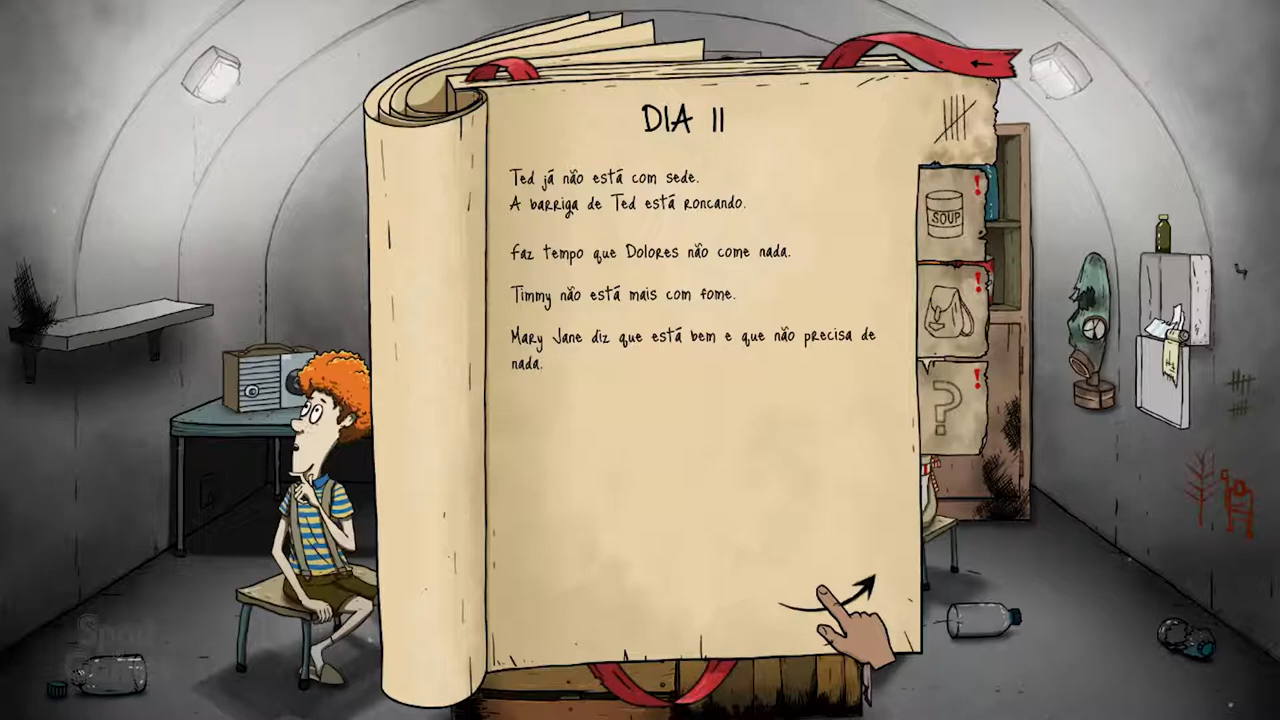 DIA 11
Ted já não está com sede.
A barriga de Ted está roncando.
Faz tempo que Dolores não come nada.
Timmy não está mais com fome.
Mary Jane diz que está bem e que não precisa de
nada.
SOUP
!
!
!
?